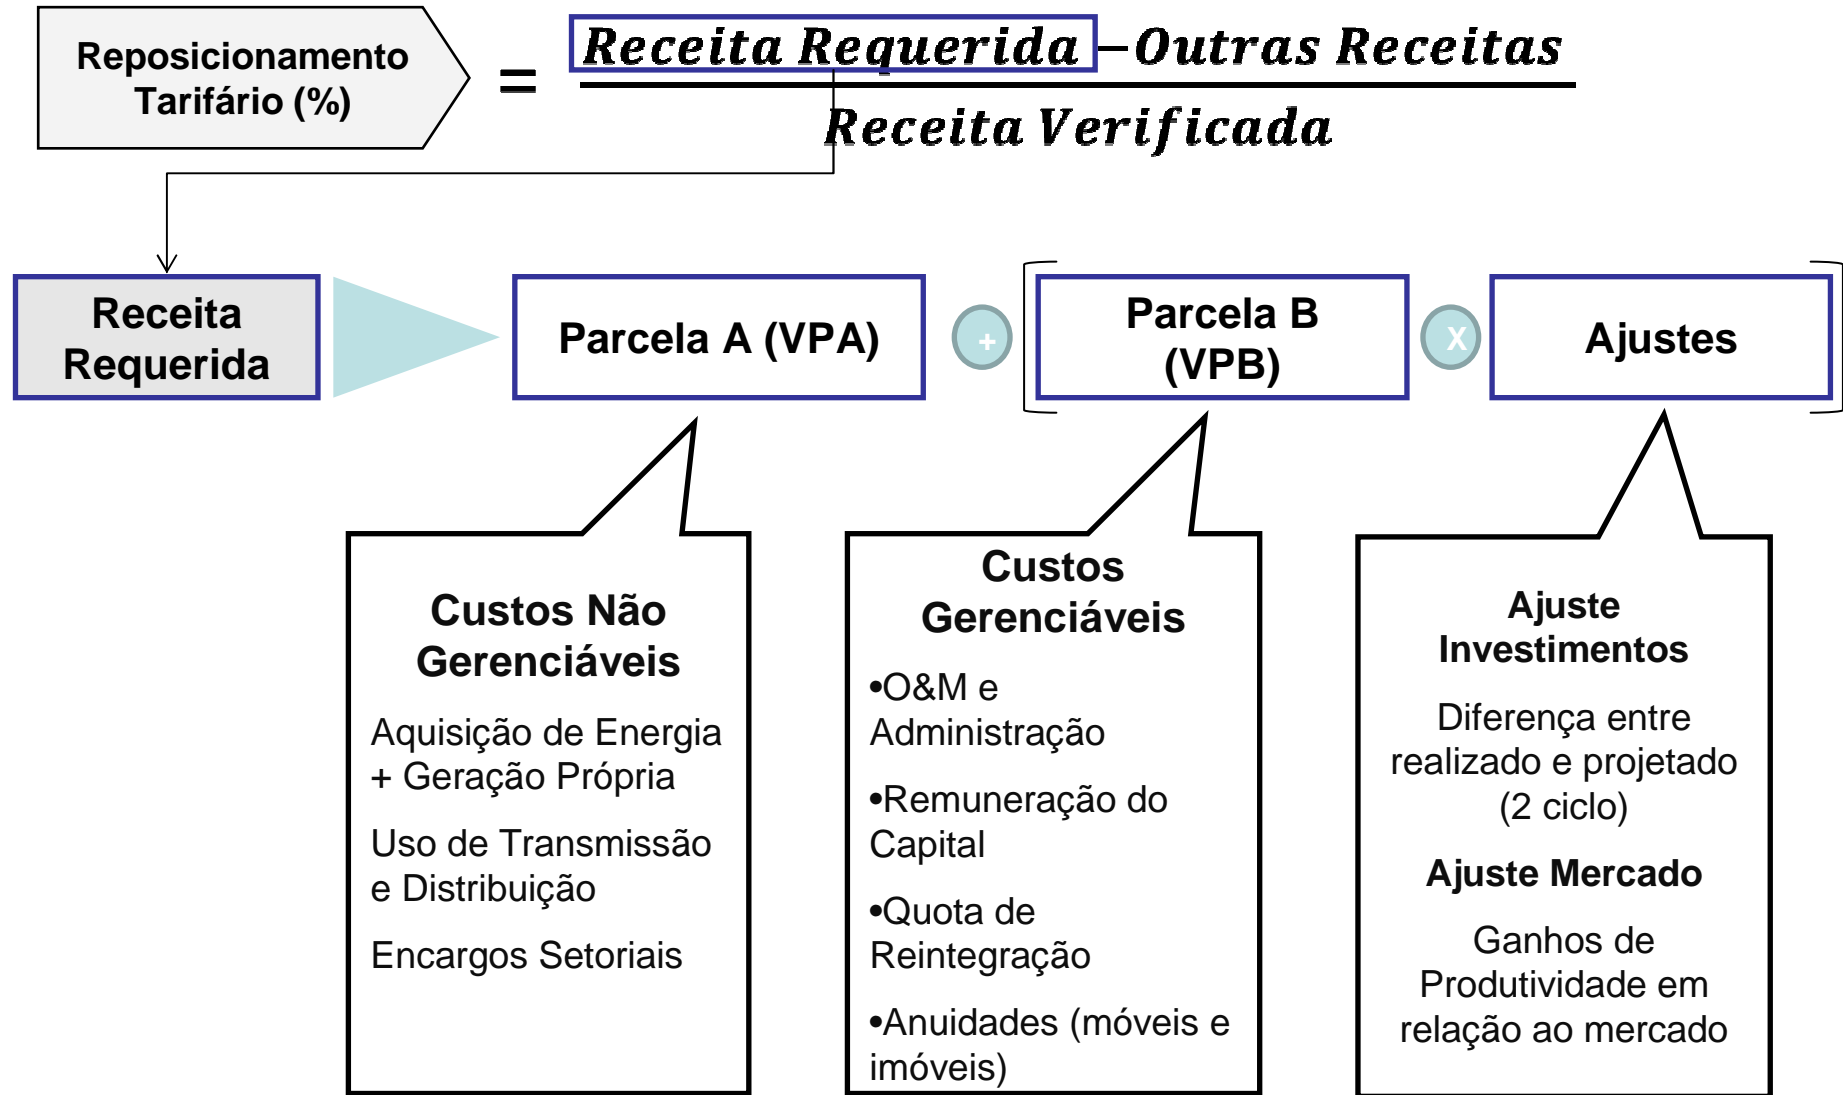 Reposicionamento
Tarifário (%)
=
Receita Requerida – Outras Receitas
Receita Verificada
Receita
Requerida
Parcela A (VPA)
+
Parcela B
(VPB)
X
Ajustes
Custos Não
Gerenciáveis
Aquisição de Energia
+ Geração Própria
Uso de Transmissão
e Distribuição
Encargos Setoriais
Custos
Gerenciáveis
•O&M e
Administração
•Remuneração do
Capital
•Quota de
Reintegração
•Anuidades (móveis e
imóveis)
Ajuste
Investimentos
Diferença entre
realizado e projetado
(2 ciclo)
Ajuste Mercado
Ganhos de
Produtividade em
relação ao mercado